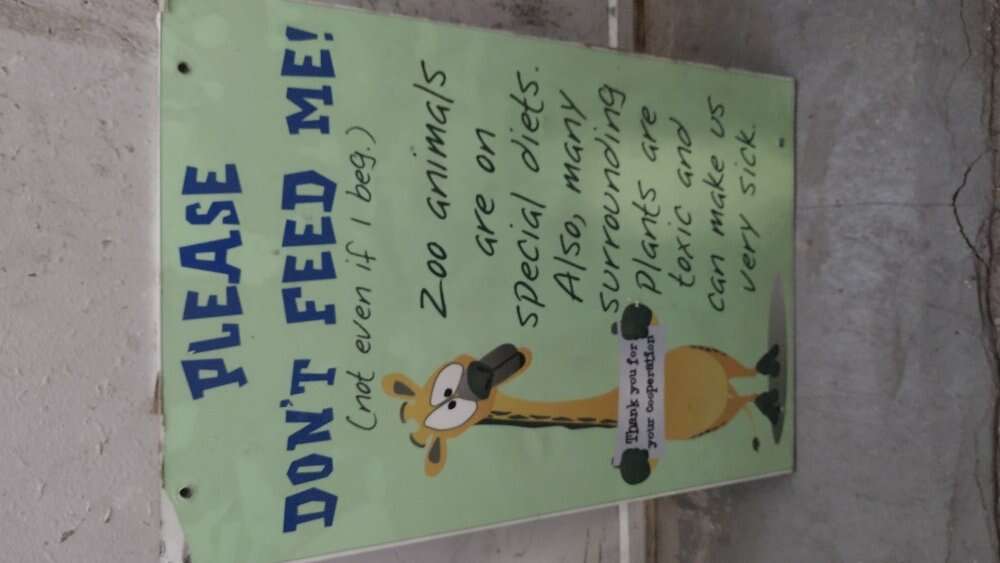 PLEASE
DON'T FEED ME!
(not even if I beg.)
Zoo animals
are on
special diets.
Also, many
surrounding
plants are
toxic and
can make us
very sick.
Thank you for
your cooperation